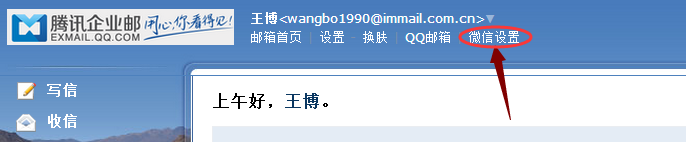 腾讯企业邮 开心,你看得见!
EXMAIL.QQ.COM
王博<wangbo1990@immail.com.cn>
邮箱首页 | 设置 - 换肤 | QQ邮箱 | 微信设置
写信
收信
上午好，王博。